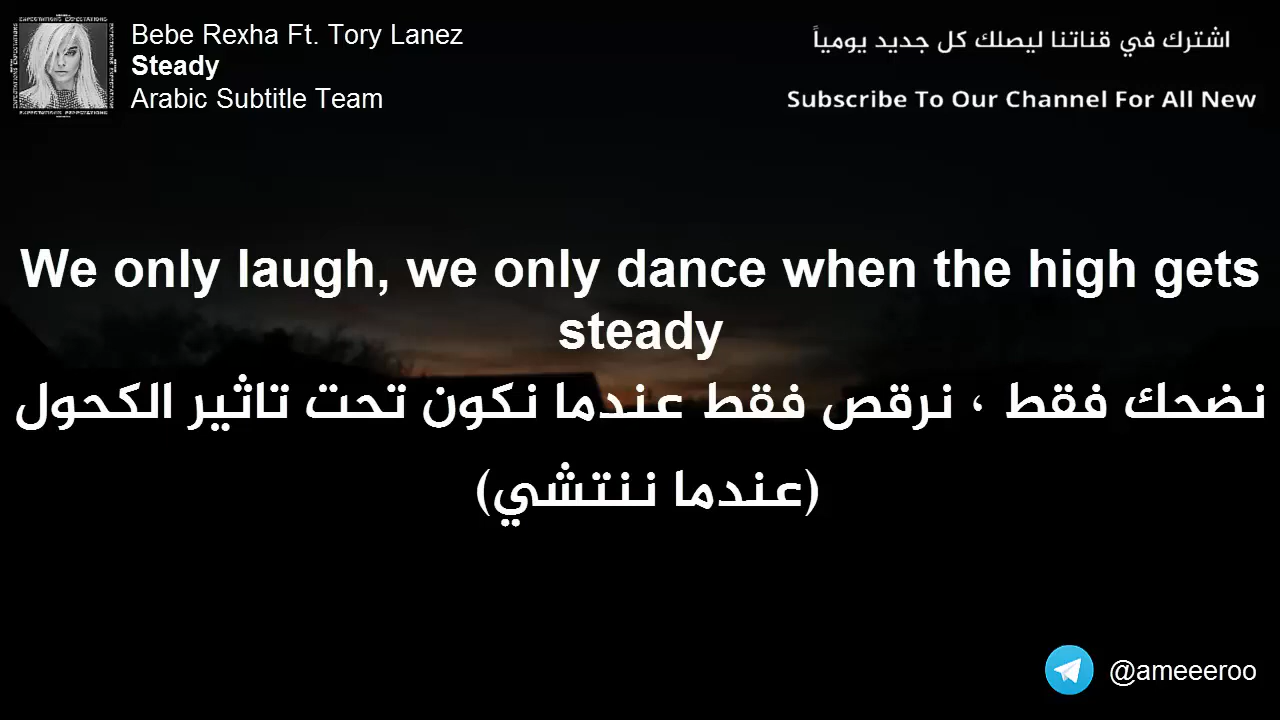 Bebe Rexha Ft. Tory Lanez
Steady
Arabic Subtitle Team
اشترك في قناتنا ليصلك كل جديد يومياً
Subscribe To Our Channel For All New
We only laugh, we only dance when the high gets
steady
نضحك فقط ، نرقص فقط عندما نكون تحت تاثير الكحول
(عندما ننتشي)
@ameeeroo